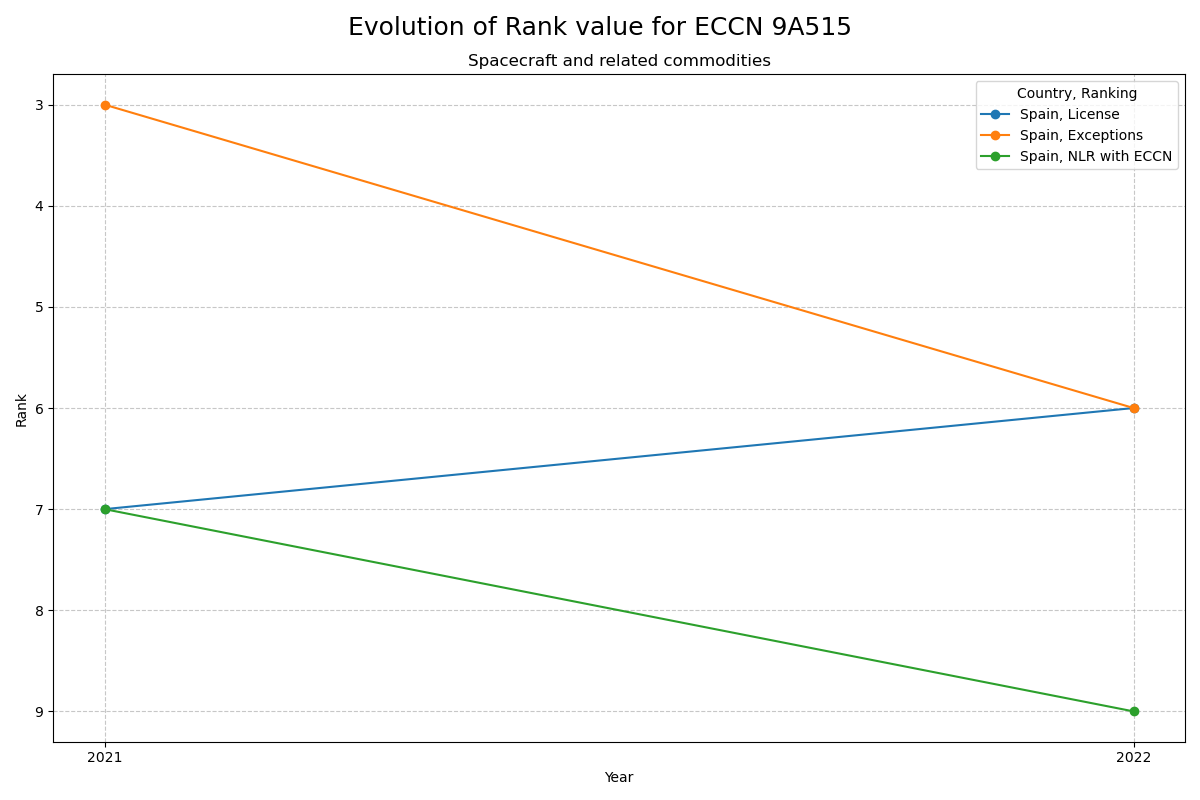 Evolution of Rank value for ECCN 9A515
Spacecraft and related commodities
Country, Ranking
Spain, License
Spain, Exceptions
Spain, NLR with ECCN
Rank
3
4
5
6
7
8
9
2021
2022
Year